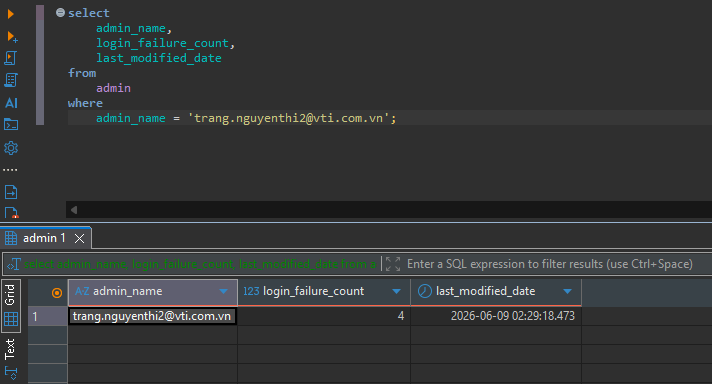 select
admin_name,
login_failure_count,
last_modified_date
from
admin
where
admin_name = 'trang.nguyenthi2@vti.com.vn';
AI
admin 1
select admin_name, login_failure_count, last_modified_date from a
Enter a SQL expression to filter results (use Ctrl+Space)
Grid
A-Z admin_name
123 login_failure_count
last_modified_date
1 trang.nguyenthi2@vti.com.vn 4 2026-06-09 02:29:18.473
Text